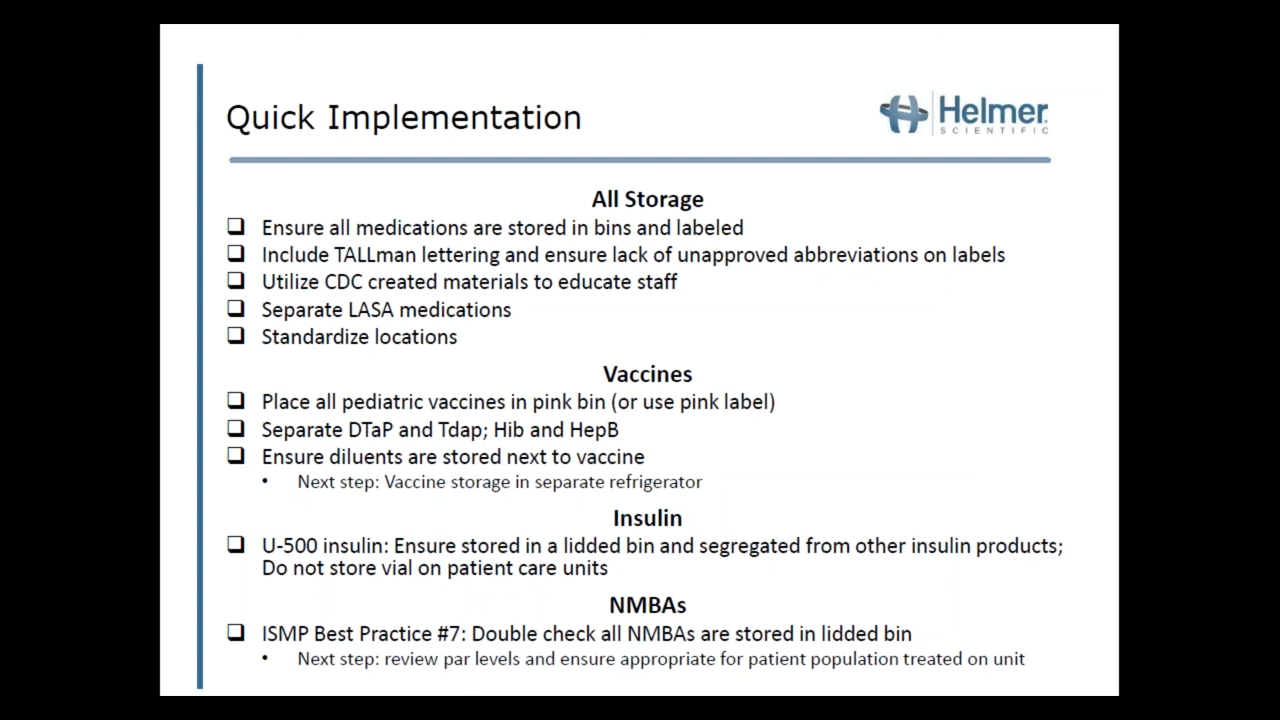 Quick Implementation
Helmer
SCIENTIFIC
All Storage
Ensure all medications are stored in bins and labeled
Include TALLman lettering and ensure lack of unapproved abbreviations on labels
Utilize CDC created materials to educate staff
Separate LASA medications
Standardize locations
Vaccines
Place all pediatric vaccines in pink bin (or use pink label)
Separate DTaP and Tdap; Hib and HepB
Ensure diluents are stored next to vaccine
• Next step: Vaccine storage in separate refrigerator
Insulin
U-500 insulin: Ensure stored in a lidded bin and segregated from other insulin products;
Do not store vial on patient care units
NMBAs
ISMP Best Practice #7: Double check all NMBAs are stored in lidded bin
• Next step: review par levels and ensure appropriate for patient population treated on unit